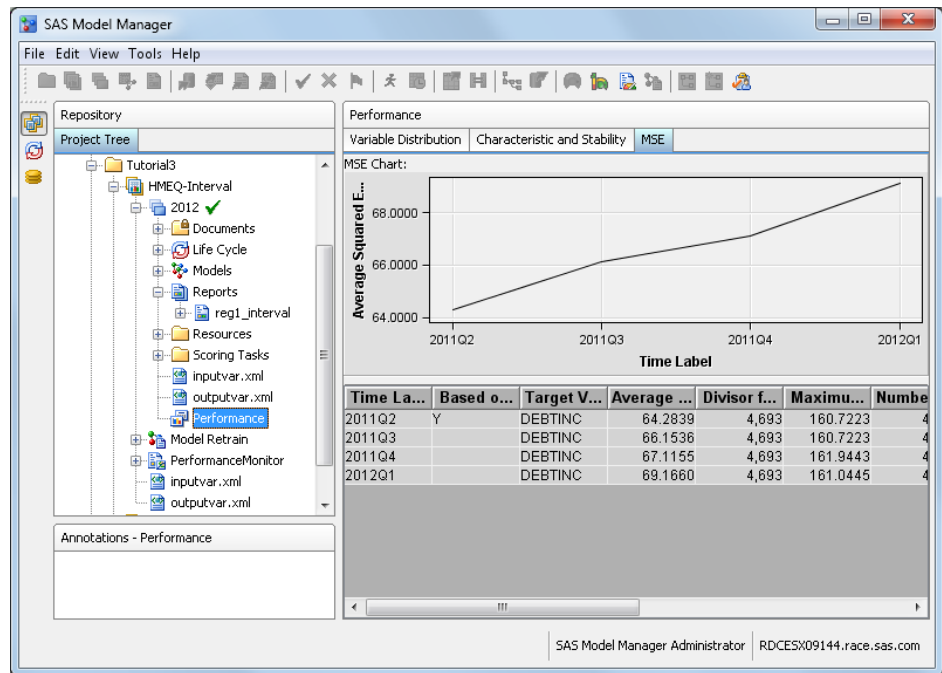 SAS Model Manager
File Edit View Tools Help
Repository
Project Tree
Tutorial3
HMEQ-Interval
2012
Documents
Life Cycle
Models
Reports
reg1_interval
Resources
Scoring Tasks
inputvar.xml
outputvar.xml
Performance
Model Retrain
PerformanceMonitor
inputvar.xml
outputvar.xml
Annotations - Performance
Performance
Variable Distribution Characteristic and Stability MSE
MSE Chart:
Average Squared E...
68.0000
66.0000
64.0000
2011Q2 2011Q3 2011Q4 2012Q1
Time Label
Time La... Based o... Target V... Average ... Divisor f... Maximu... Numbe
2011Q2 Y DEBTINC 64.2839 4,693 160.7223 4
2011Q3 DEBTINC 66.1536 4,693 160.7223 4
2011Q4 DEBTINC 67.1155 4,693 161.9443 4
2012Q1 DEBTINC 69.1660 4,693 161.0445 4
SAS Model Manager Administrator RDCESX09144.race.sas.com